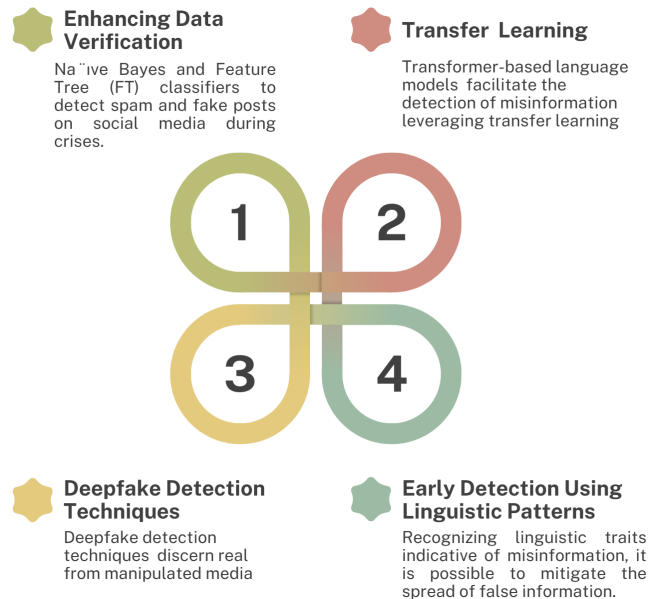 Enhancing Data
Verification
Na ¨ıve Bayes and Feature
Tree (FT) classifiers to
detect spam and fake posts
on social media during
crises.
Transfer Learning
Transformer-based language
models facilitate the
detection of misinformation
leveraging transfer learning
1
2
3
4
Deepfake Detection
Techniques
Deepfake detection
techniques discern real
from manipulated media
Early Detection Using
Linguistic Patterns
Recognizing linguistic traits
indicative of misinformation, it
is possible to mitigate the
spread of false information.